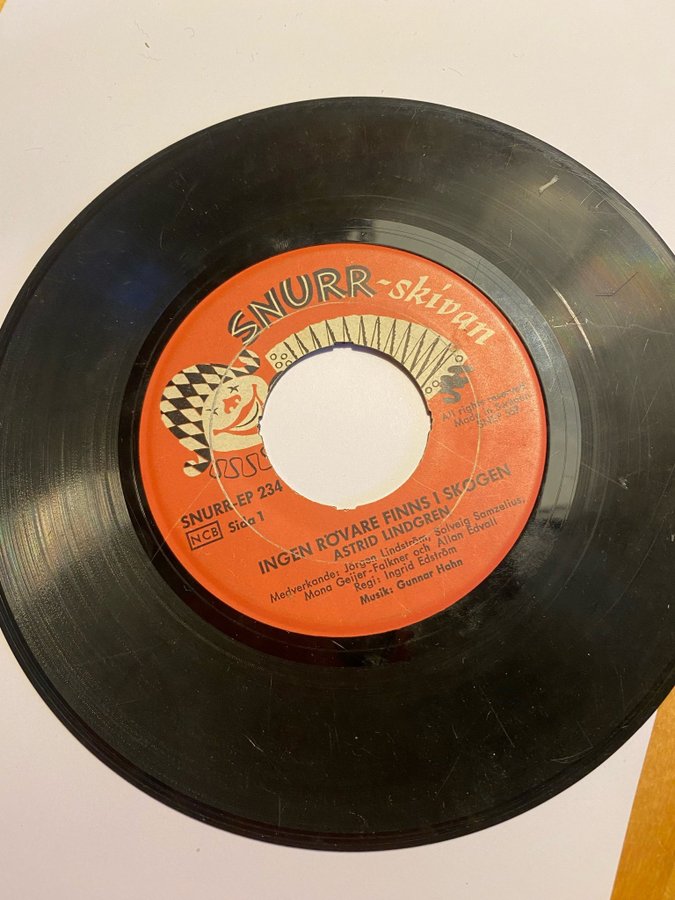 SNURR-skivan
All rights reserved
Made in Sweden
SNURR-EP 234
NCB Sida 1
INGEN RÖVARE FINNS I SKOGEN
ASTRID LINDGREN
Medverkande: Jörgen Lindström, Solveig Samzelius,
Mona Geijer-Falkner och Allan Edvall
Regi: Ingrid Edström
Musik: Gunnar Hahn